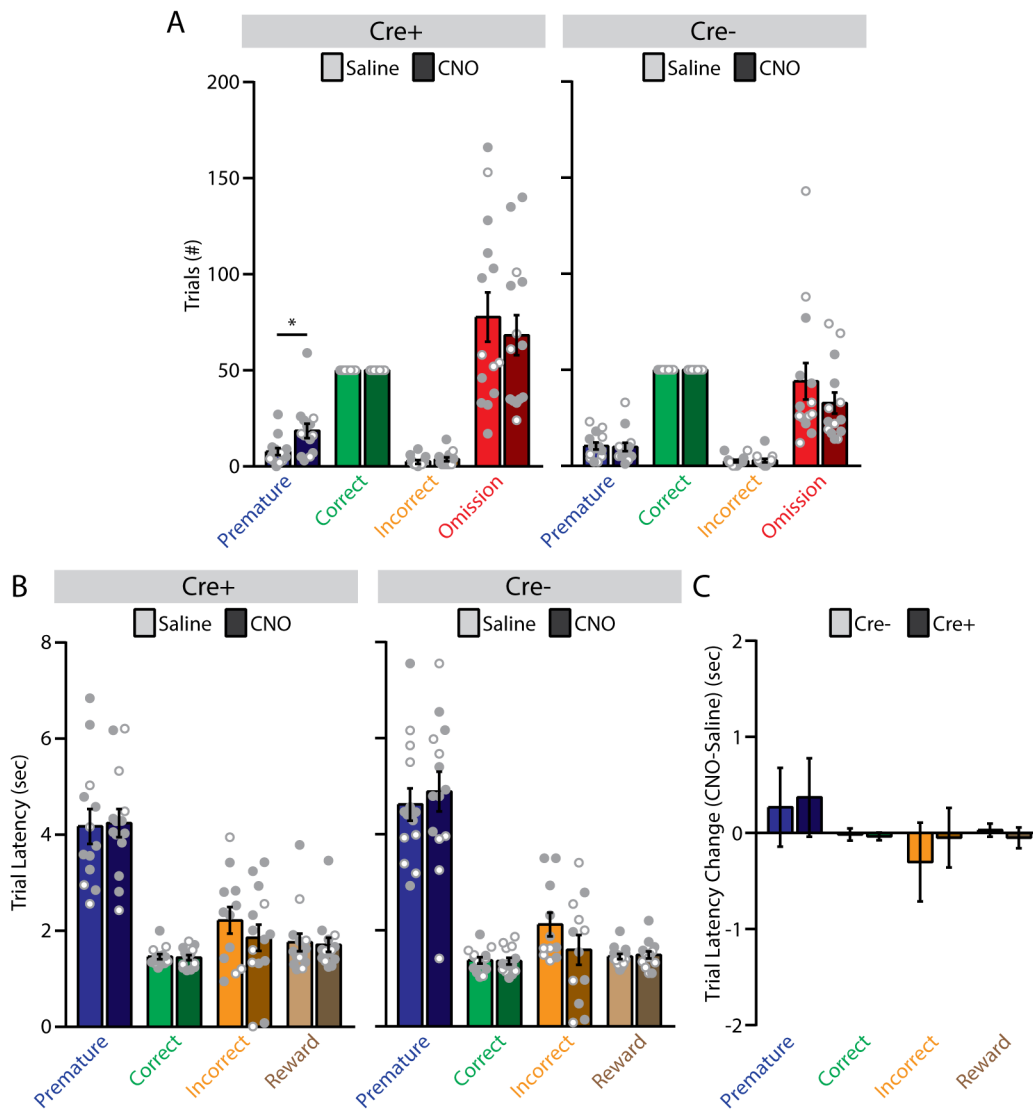 A
Cre+
Cre-
Saline
CNO
Saline
CNO
Trials (#)
200
150
100
50
0
*
Premature
Correct
Incorrect
Omission
Premature
Correct
Incorrect
Omission
B
Cre+
Cre-
Saline
CNO
Saline
CNO
Trial Latency (sec)
8
6
4
2
0
Premature
Correct
Incorrect
Reward
Premature
Correct
Incorrect
Reward
C
Cre-
Cre+
Trial Latency Change (CNO-Saline) (sec)
2
1
0
-1
-2
Premature
Correct
Incorrect
Reward